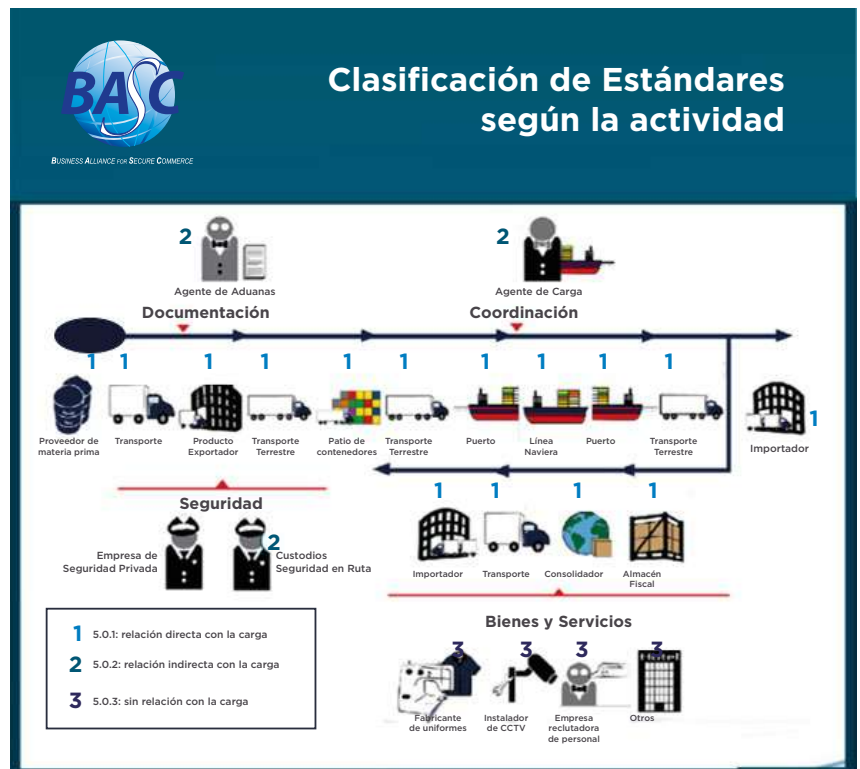 BASC
BUSINESS ALLIANCE FOR SECURE COMMERCE
Clasificación de Estándares
según la actividad
2
Agente de Aduanas
2
Agente de Carga
Documentación
Coordinación
1 1 1 1 1 1 1 1 1 1
Proveedor de
materia prima
Transporte
Producto
Exportador
Transporte
Terrestre
Patio de
contenedores
Transporte
Terrestre
Puerto
Línea
Naviera
Puerto
Transporte
Terrestre
1
Importador
Seguridad
Empresa de
Seguridad Privada
2
Custodios
Seguridad en Ruta
1 1 1 1
Importador
Transporte
Consolidador
Almacén
Fiscal
Bienes y Servicios
3 3 3 3
Fabricante
de uniformes
Instalador
de CCTV
Empresa
reclutadora
de personal
Otros
1 5.0.1: relación directa con la carga
2 5.0.2: relación indirecta con la carga
3 5.0.3: sin relación con la carga